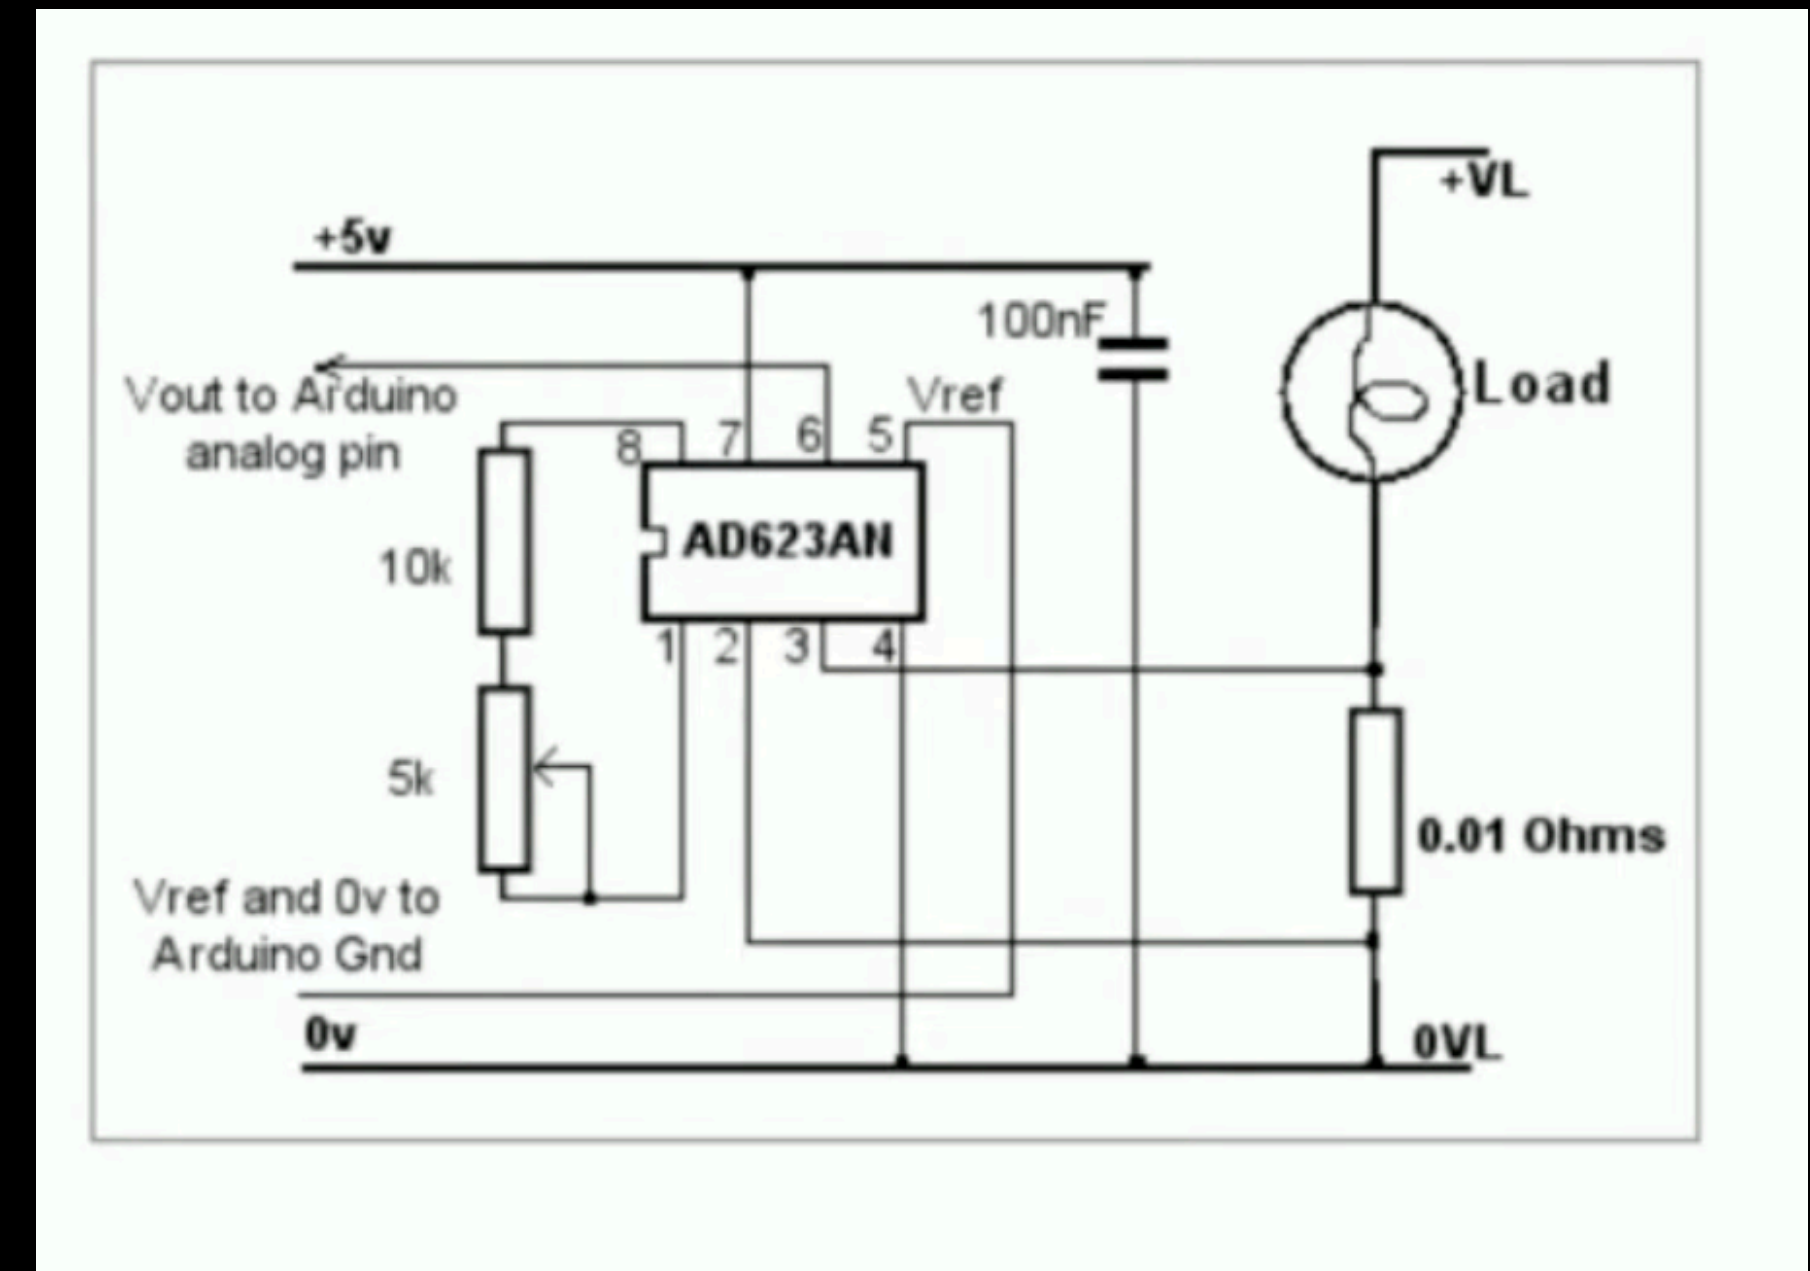 +VL
+5v
100nF
Vout to Arduino
analog pin
Vref
Load
8
7
6
5
AD623AN
10k
1
2
3
4
5k
0.01 Ohms
Vref and 0v to
Arduino Gnd
0v
0VL